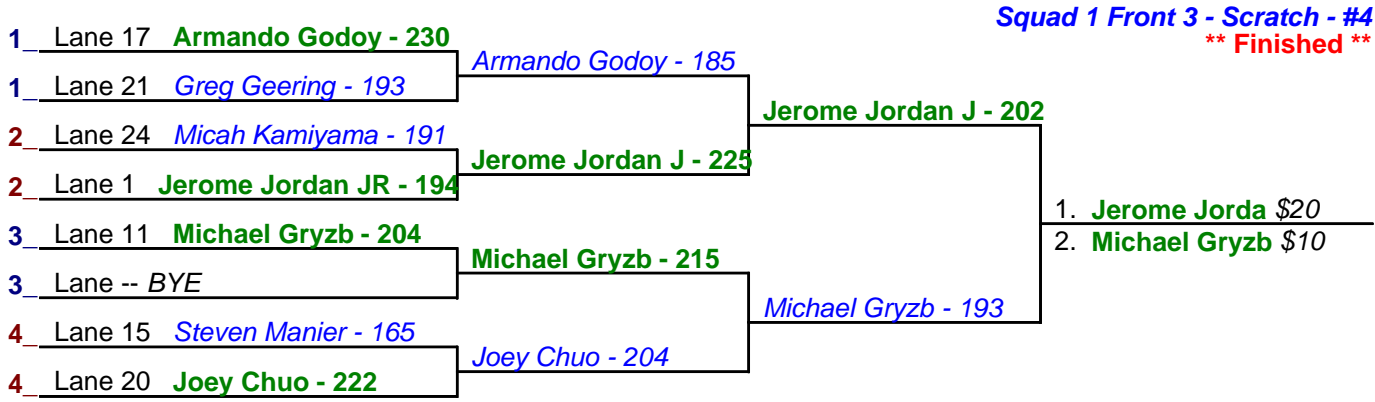 Squad 1 Front 3 - Scratch - #4
** Finished **
1_ Lane 17 Armando Godoy - 230
Armando Godoy - 185
1_ Lane 21 Greg Geering - 193
Jerome Jordan J - 202
2_ Lane 24 Micah Kamiyama - 191
Jerome Jordan J - 225
2_ Lane 1 Jerome Jordan JR - 194
1. Jerome Jorda $20
3_ Lane 11 Michael Gryzb - 204
2. Michael Gryzb $10
Michael Gryzb - 215
3_ Lane -- BYE
Michael Gryzb - 193
4_ Lane 15 Steven Manier - 165
Joey Chuo - 204
4_ Lane 20 Joey Chuo - 222